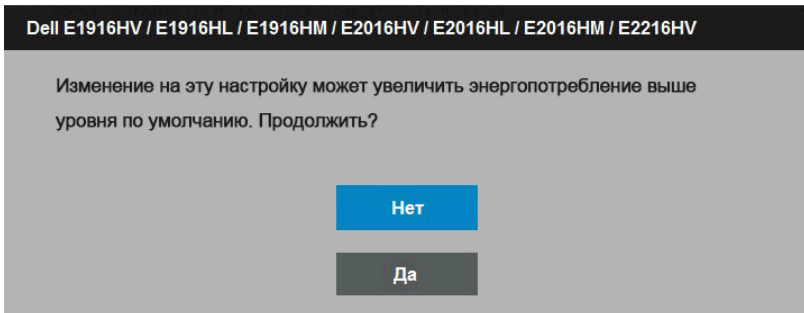 Dell E1916HV / E1916HL / E1916HM / E2016HV / E2016HL / E2016HM / E2216HV
Изменение на эту настройку может увеличить энергопотребление выше
уровня по умолчанию. Продолжить?
Нет
Да